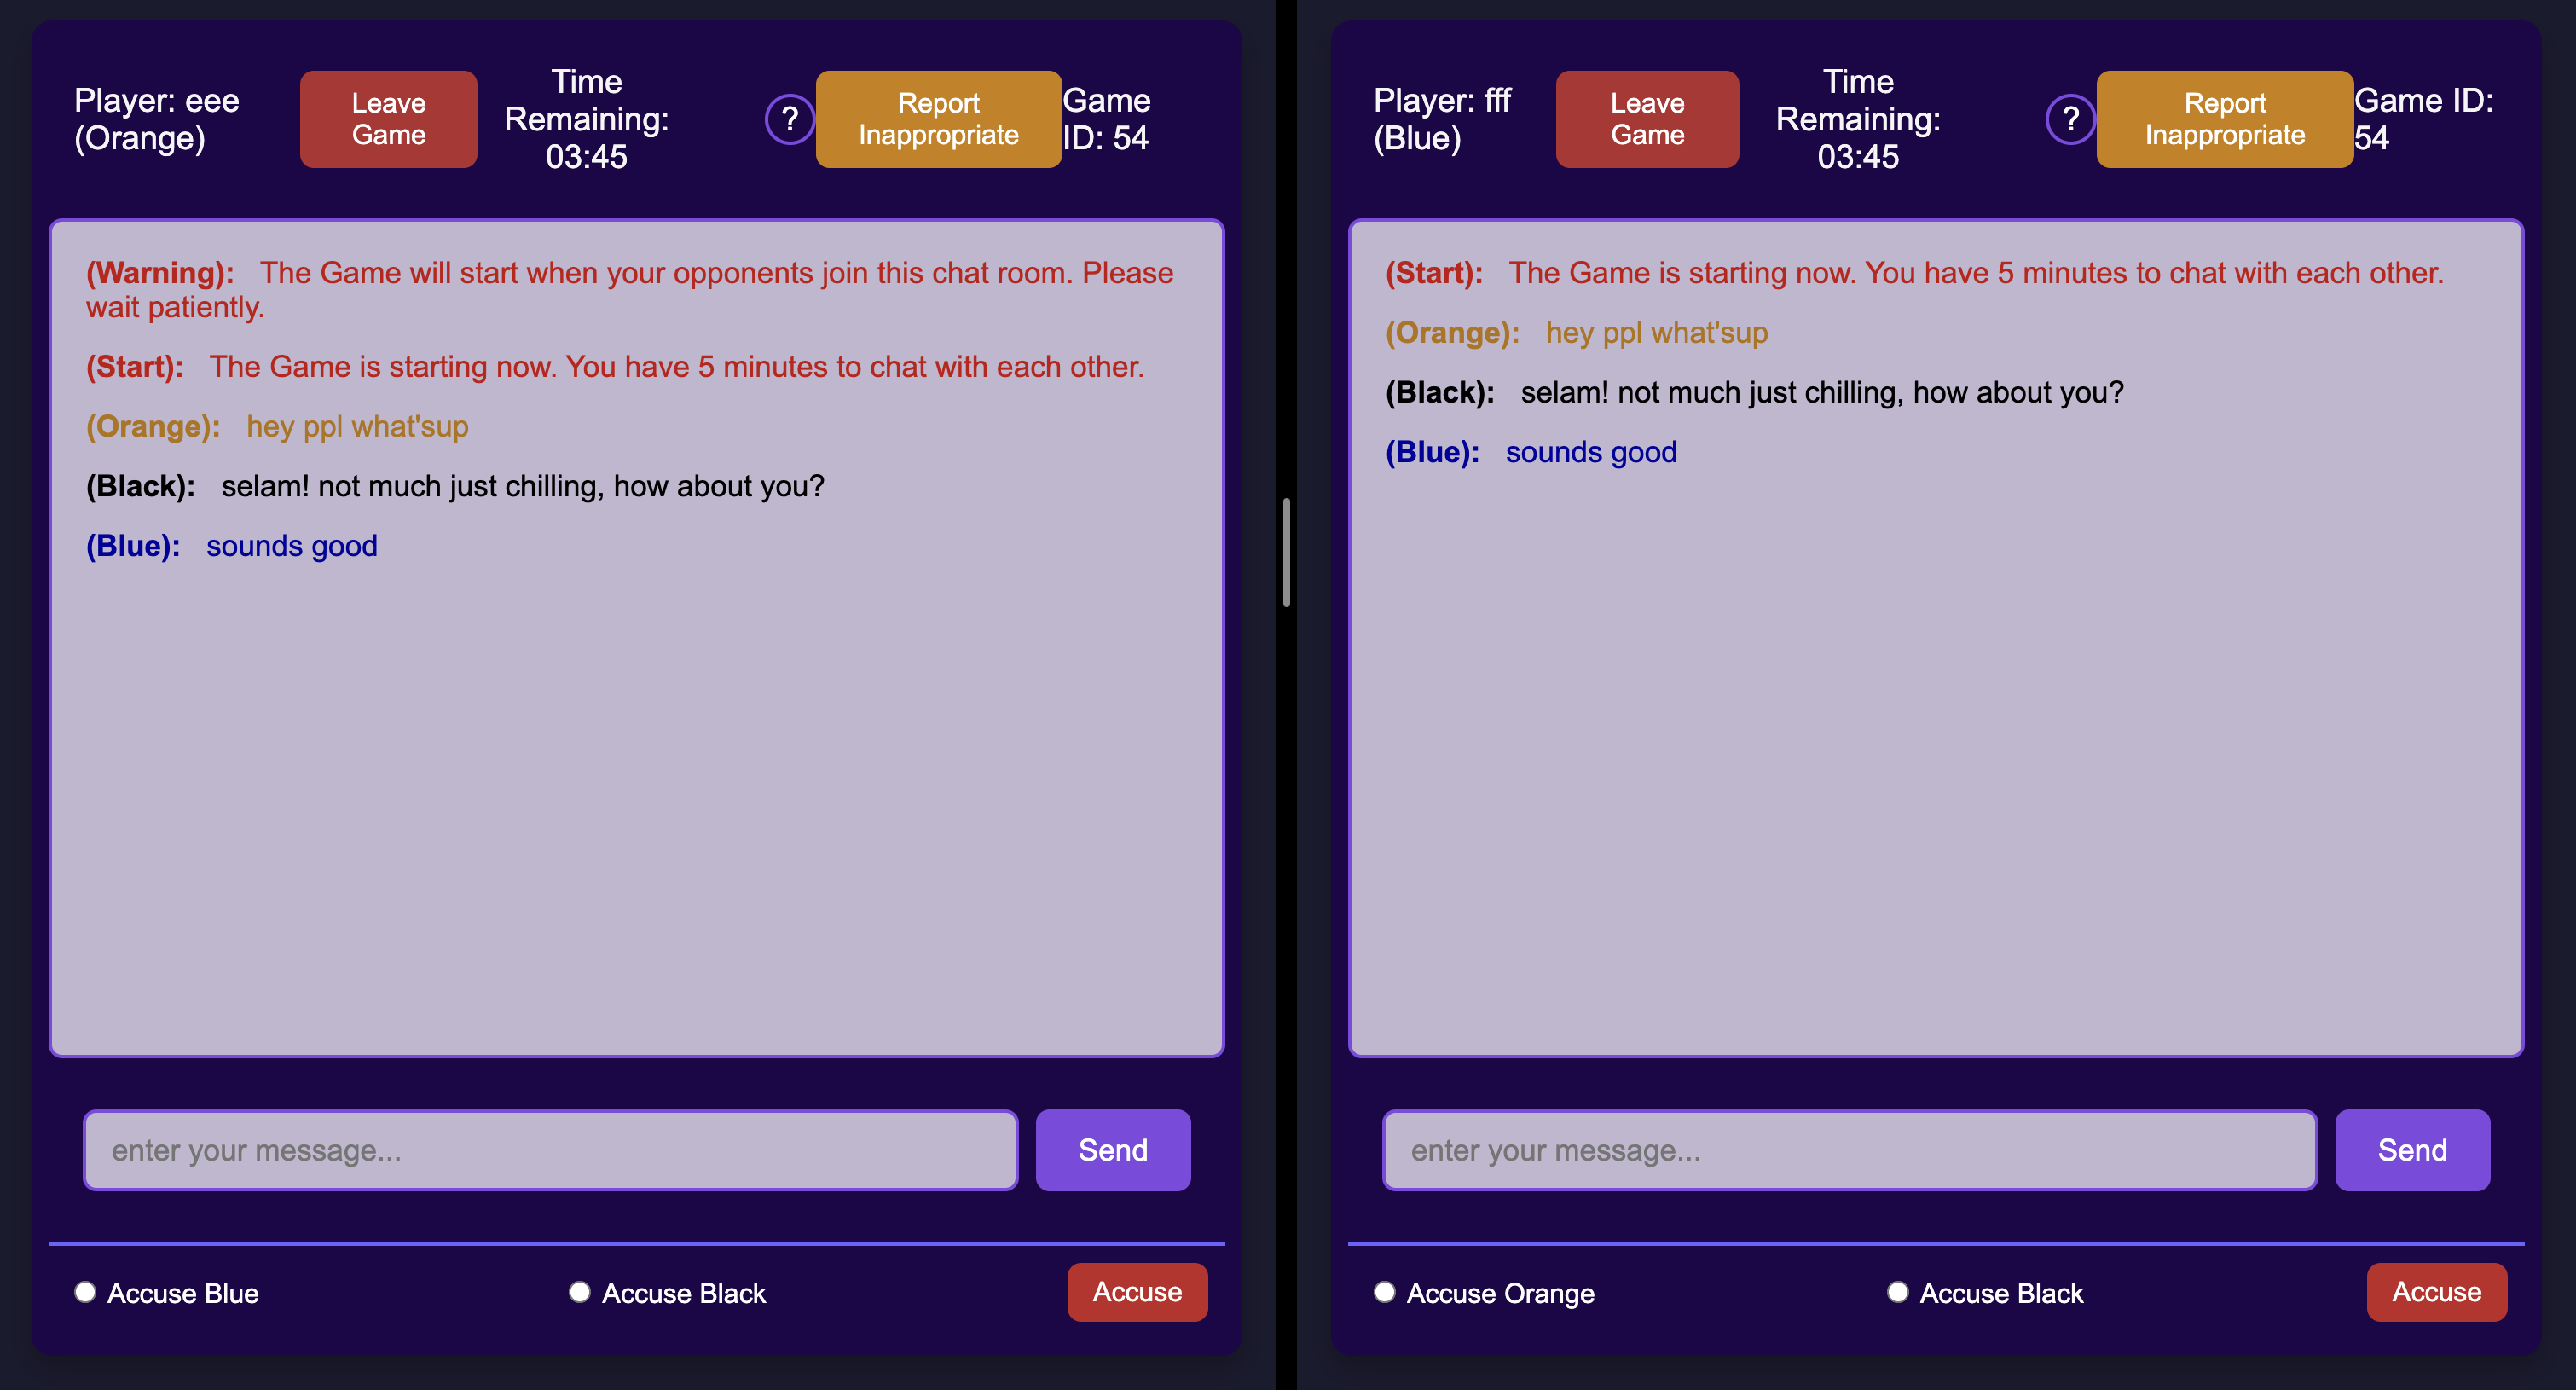 Player: eee
(Orange)
Leave
Game
Time
Remaining:
03:45
?
Report
Inappropriate
Game
ID: 54
(Warning): The Game will start when your opponents join this chat room. Please
wait patiently.
(Start): The Game is starting now. You have 5 minutes to chat with each other.
(Orange): hey ppl what'sup
(Black): selam! not much just chilling, how about you?
(Blue): sounds good
enter your message...
Send
Accuse Blue
Accuse Black
Accuse
Player: fff
(Blue)
Leave
Game
Time
Remaining:
03:45
?
Report
Inappropriate
Game ID:
54
(Start): The Game is starting now. You have 5 minutes to chat with each other.
(Orange): hey ppl what'sup
(Black): selam! not much just chilling, how about you?
(Blue): sounds good
enter your message...
Send
Accuse Orange
Accuse Black
Accuse